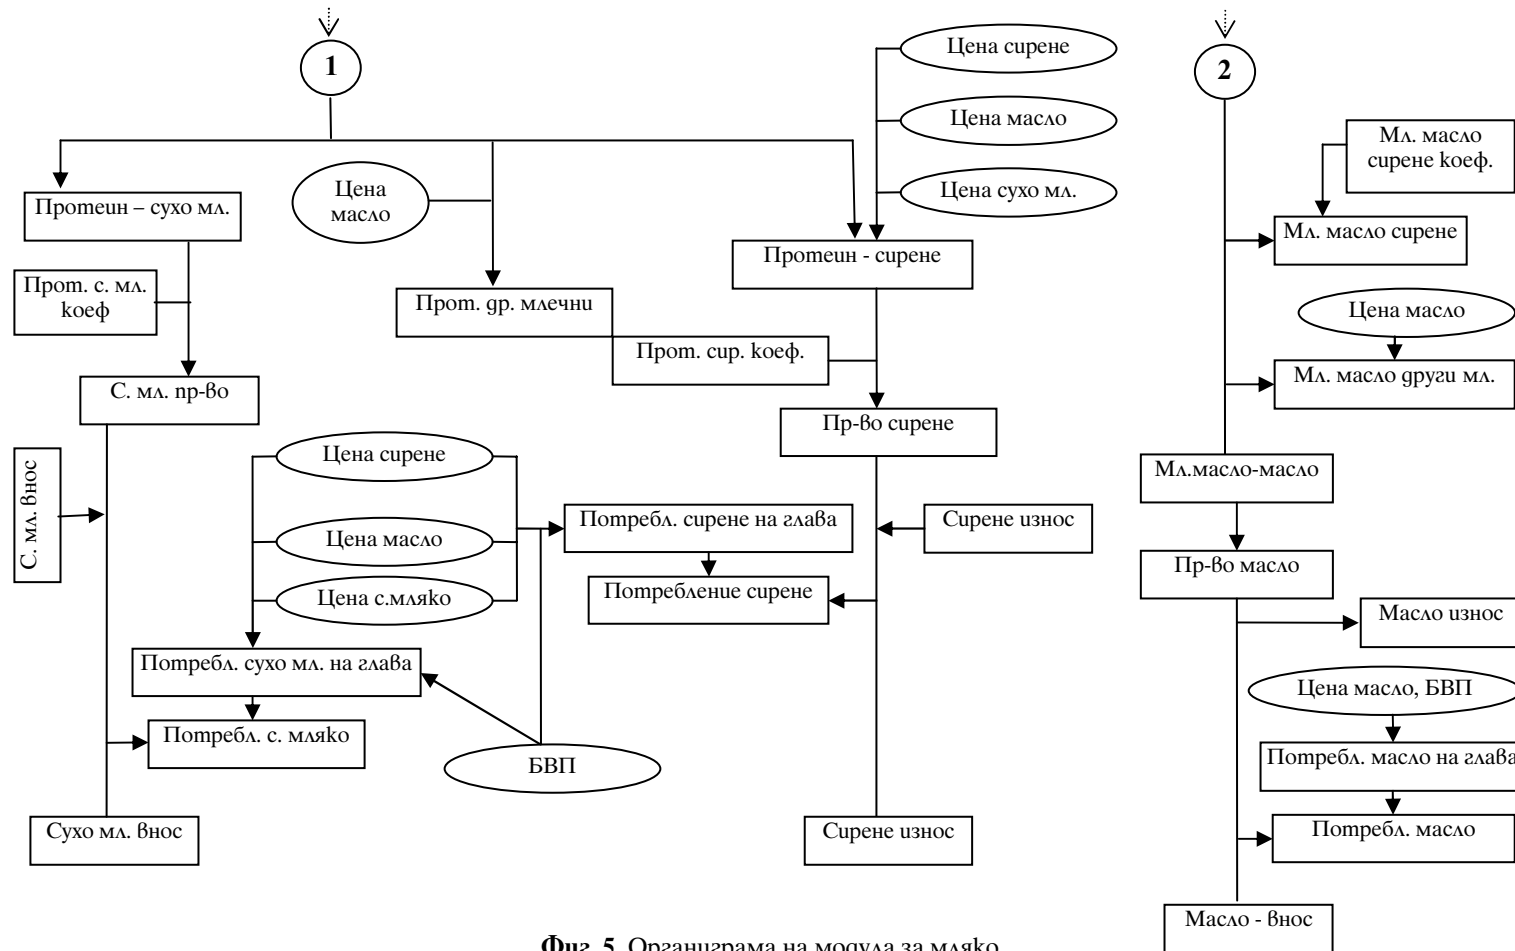 1
Цена сирене
2
Цена масло
Мл. масло
сирене коеф.
Цена
масло
Цена сухо мл.
Протеин – сухо мл.
Мл. масло сирене
Протеин - сирене
Прот. с. мл.
коеф
Прот. др. млечни
Цена масло
Прот. сир. коеф.
Мл. масло други мл.
С. мл. пр-во
Пр-во сирене
Цена сирене
Мл.масло-масло
С. мл. внос
Потребл. сирене на глава
Сирене износ
Цена масло
Пр-во масло
Цена с.мляко
Потребление сирене
Масло износ
Потребл. сухо мл. на глава
Цена масло, БВП
Потребл. с. мляко
БВП
Потребл. масло на глава
Сухо мл. внос
Сирене износ
Потребл. масло
Масло - внос
Фиг. 5. Органиграма на модула за мляко